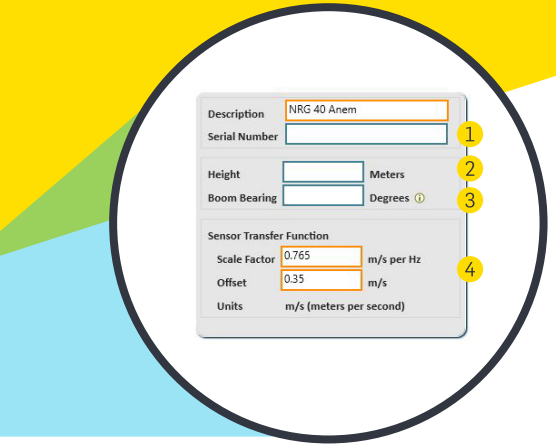 Description NRG 40 Anem
Serial Number 1
Height Meters 2
Boom Bearing Degrees i 3
Sensor Transfer Function
Scale Factor 0.765 m/s per Hz
4
Offset 0.35 m/s
Units m/s (meters per second)